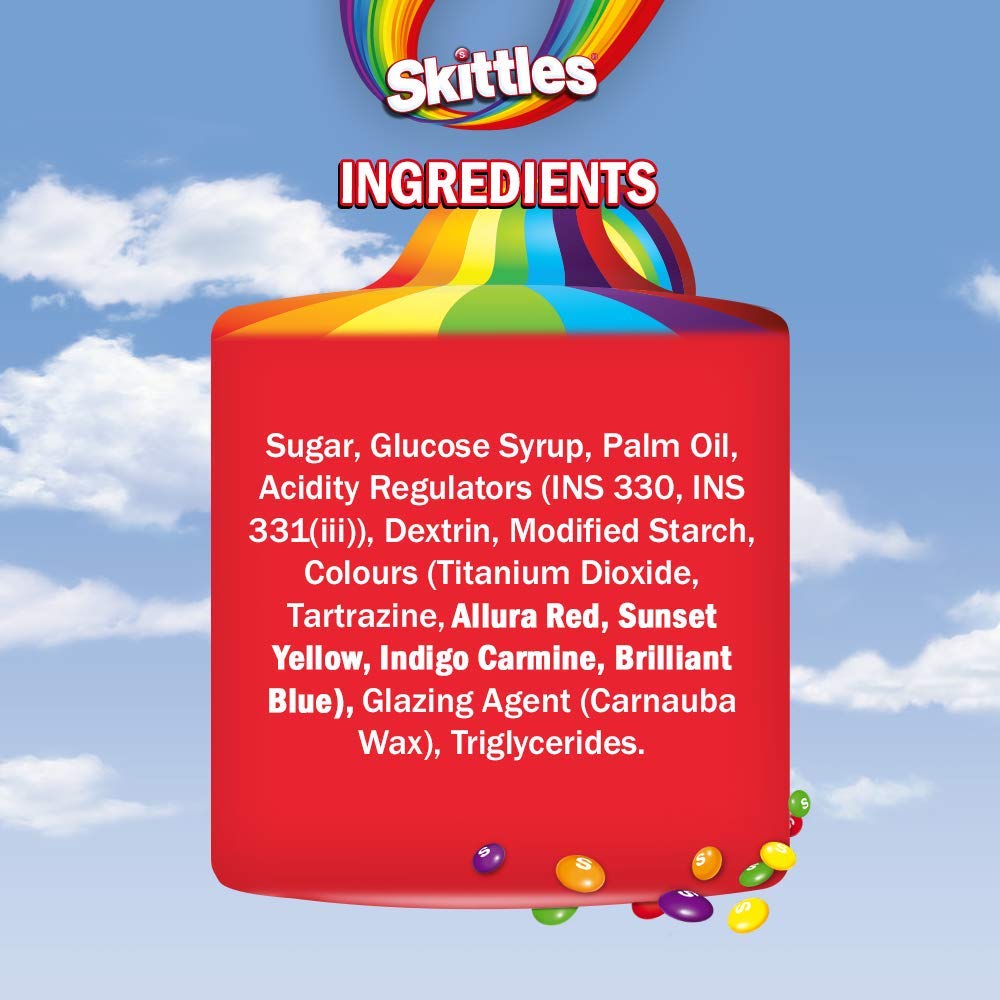 Skittles
INGREDIENTS
Sugar, Glucose Syrup, Palm Oil,
Acidity Regulators (INS 330, INS
331(iii)), Dextrin, Modified Starch,
Colours (Titanium Dioxide,
Tartrazine, Allura Red, Sunset
Yellow, Indigo Carmine, Brilliant
Blue), Glazing Agent (Carnauba
Wax), Triglycerides.